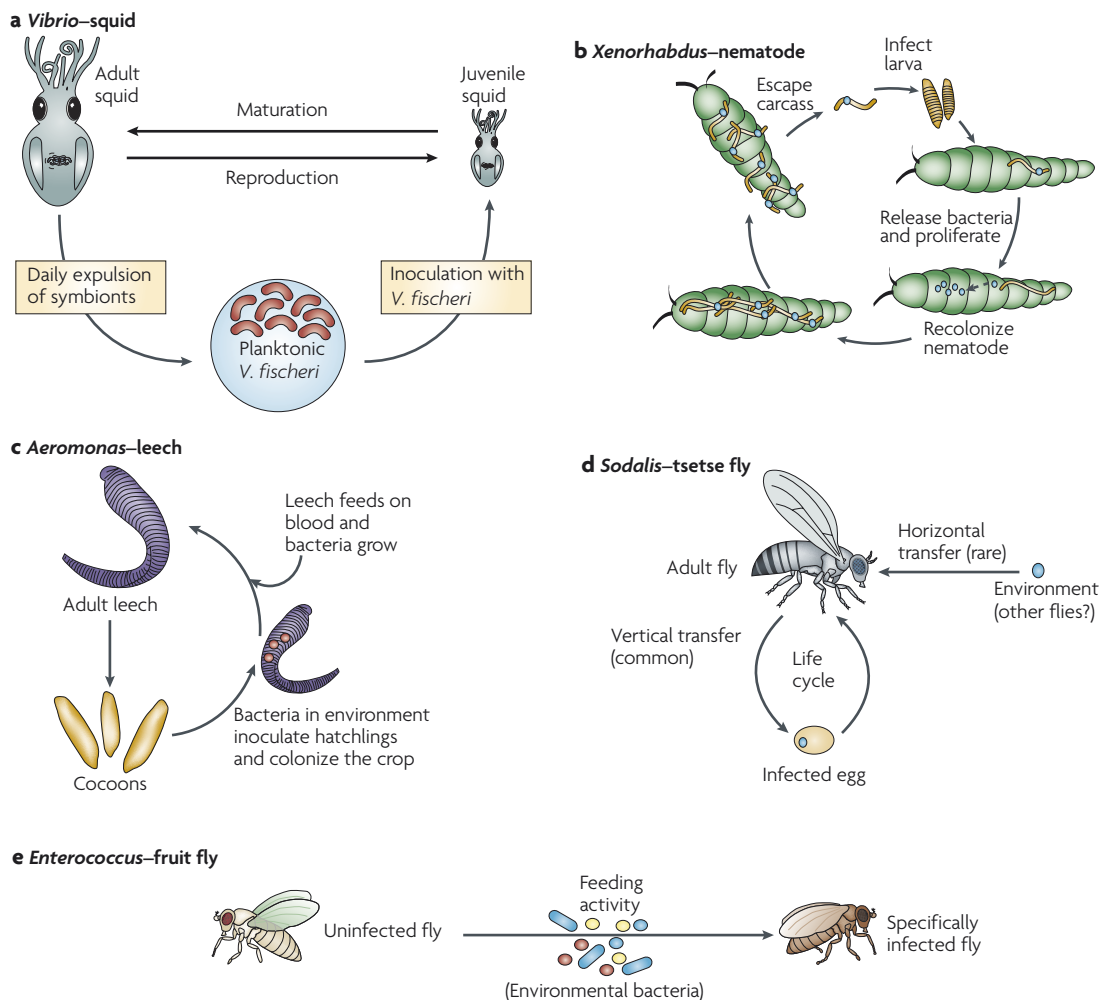 a Vibrio–squid
Adult
squid
Juvenile
squid
Maturation
Reproduction
Daily expulsion
of symbionts
Inoculation with
V. fischeri
Planktonic
V. fischeri
b Xenorhabdus–nematode
Infect
larva
Escape
carcass
Release bacteria
and proliferate
Recolonize
nematode
c Aeromonas–leech
Leech feeds on
blood and
bacteria grow
Adult leech
Bacteria in environment
inoculate hatchlings
and colonize the crop
Cocoons
d Sodalis–tsetse fly
Horizontal
transfer (rare)
Adult fly
Environment
(other flies?)
Vertical transfer
(common)
Life
cycle
Infected egg
e Enterococcus–fruit fly
Feeding
activity
Uninfected fly
Specifically
infected fly
(Environmental bacteria)